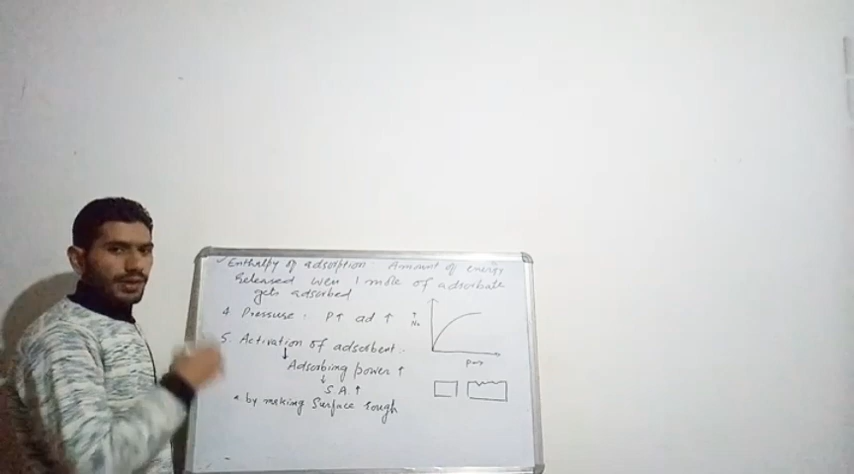 ✓ Enthalpy of adsorption Amount of energy
Released wen 1 mole of adsorbate
gets adsorbed
4. Pressure :- P↑ ad ↑
5. Activation of adsorbent :-
↓
Adsorbing power ↑
↓
S.A. ↑
* by making Surface rough
↑
P→